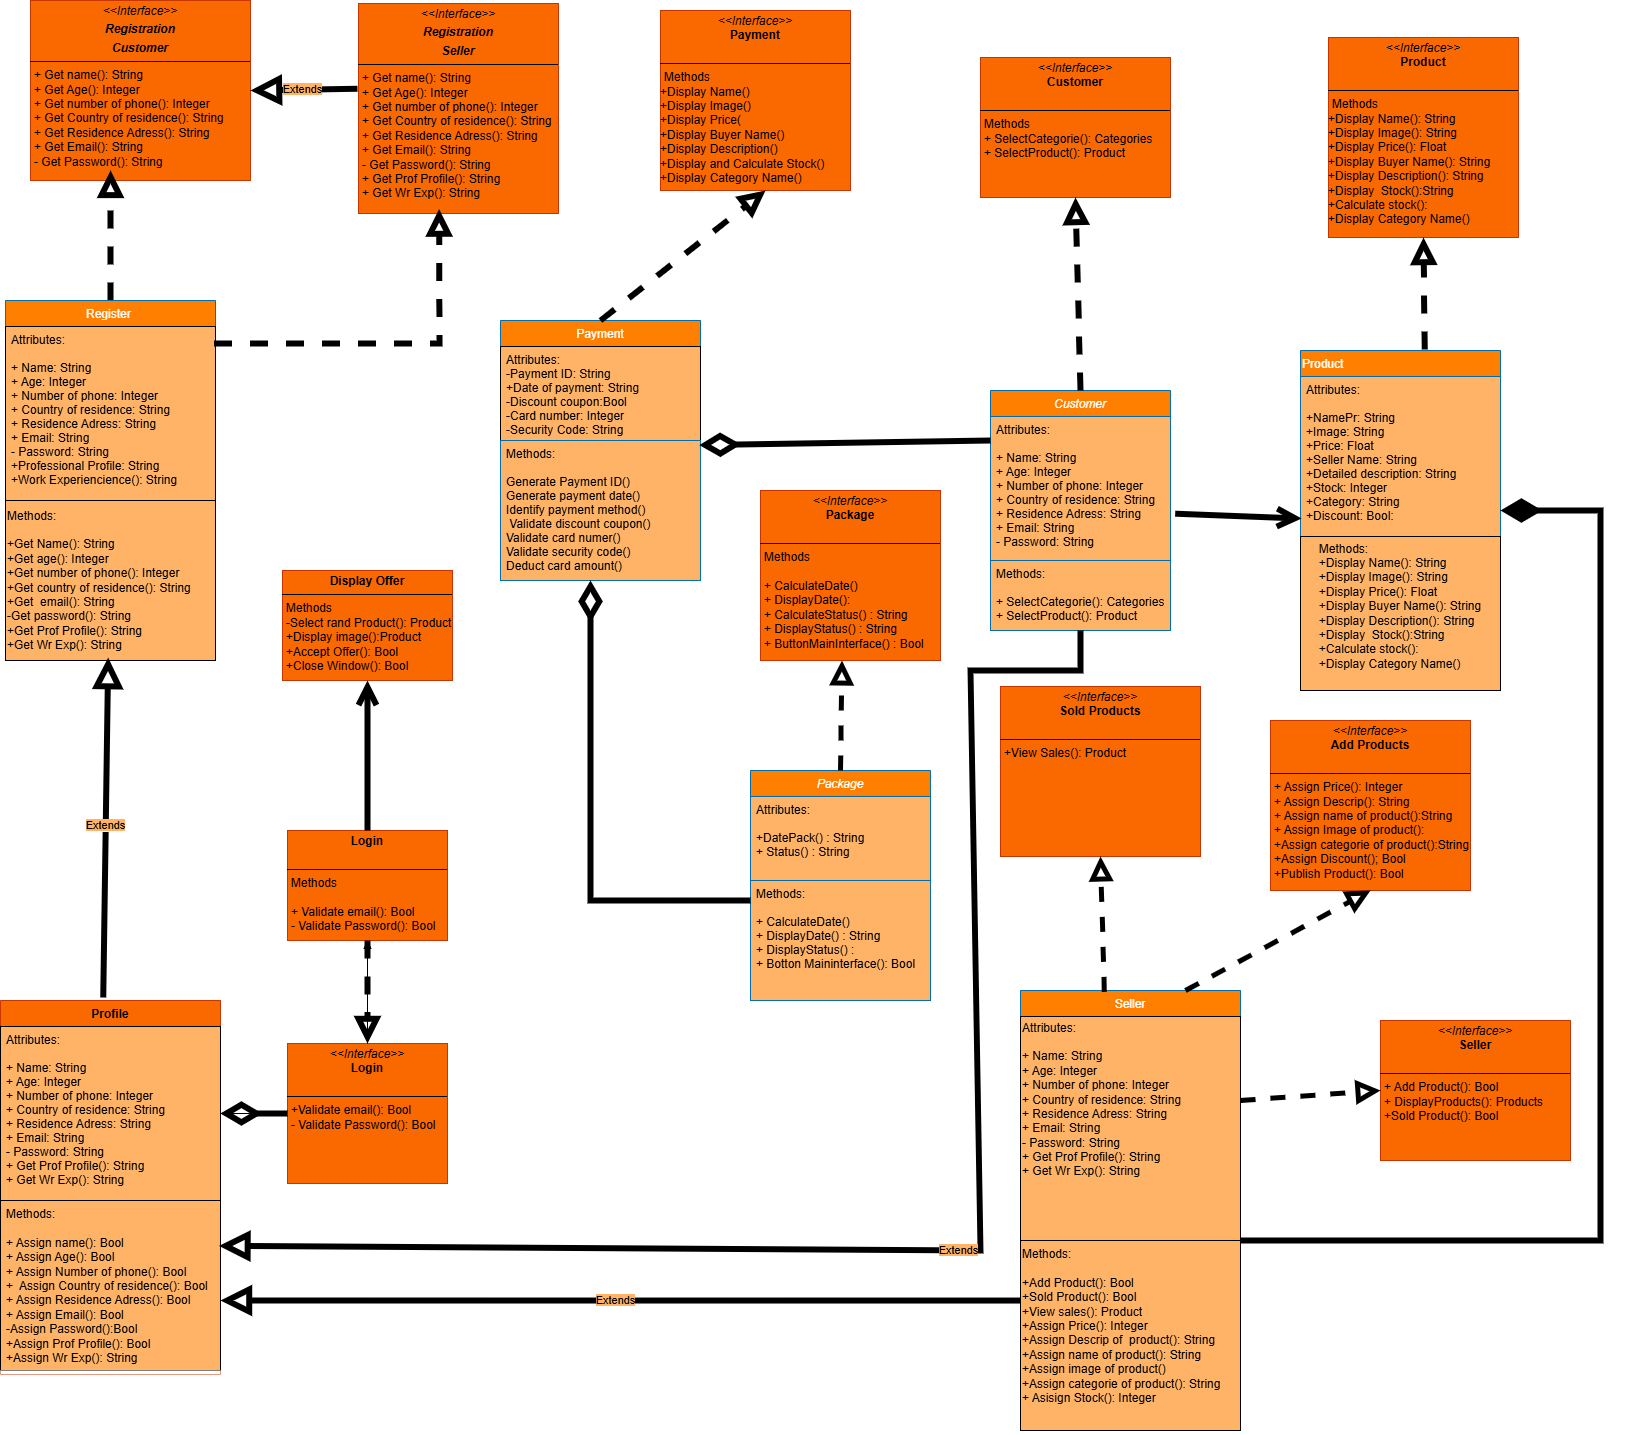 <<Interface>>
Registration
Customer
+ Get name(): String
+ Get Age(): Integer
+ Get number of phone(): Integer
+ Get Country of residence(): String
+ Get Residence Adress(): String
+ Get Email(): String
- Get Password(): String
<<Interface>>
Registration
Seller
+ Get name(): String
+ Get Age(): Integer
+ Get number of phone(): Integer
+ Get Country of residence(): String
+ Get Residence Adress(): String
+ Get Email(): String
- Get Password(): String
+ Get Prof Profile(): String
+ Get Wr Exp(): String
Extends
<<Interface>>
Payment
Methods
+Display Name()
+Display Image()
+Display Price(
+Display Buyer Name()
+Display Description()
+Display and Calculate Stock()
+Display Category Name()
<<Interface>>
Customer
Methods
+ SelectCategorie(): Categories
+ SelectProduct(): Product
<<Interface>>
Product
Methods
+Display Name(): String
+Display Image(): String
+Display Price(): Float
+Display Buyer Name(): String
+Display Description(): String
+Display  Stock():String
+Calculate stock():
+Display Category Name()
Register
Attributes:
+ Name: String
+ Age: Integer
+ Number of phone: Integer
+ Country of residence: String
+ Residence Adress: String
+ Email: String
- Password: String
+Professional Profile: String
+Work Experiencience(): String
Methods:
+Get Name(): String
+Get age(): Integer
+Get number of phone(): Integer
+Get country of residence(): String
+Get  email(): String
-Get password(): String
+Get Prof Profile(): String
+Get Wr Exp(): String
Payment
Attributes:
-Payment ID: String
+Date of payment: String
-Discount coupon:Bool
-Card number: Integer
-Security Code: String
Methods:
Generate Payment ID()
Generate payment date()
Identify payment method()
Validate discount coupon()
Validate card numer()
Validate security code()
Deduct card amount()
Customer
Attributes:
+ Name: String
+ Age: Integer
+ Number of phone: Integer
+ Country of residence: String
+ Residence Adress: String
+ Email: String
- Password: String
Methods:
+ SelectCategorie(): Categories
+ SelectProduct(): Product
Product
Attributes:
+NamePr: String
+Image: String
+Price: Float
+Seller Name: String
+Detailed description: String
+Stock: Integer
+Category: String
+Discount: Bool:
Methods:
+Display Name(): String
+Display Image(): String
+Display Price(): Float
+Display Buyer Name(): String
+Display Description(): String
+Display  Stock():String
+Calculate stock():
+Display Category Name()
<<Interface>>
Package
Methods
+ CalculateDate()
+ DisplayDate():
+ CalculateStatus() : String
+ DisplayStatus() : String
+ ButtonMainInterface() : Bool
Display Offer
Methods
-Select rand Product(): Product
+Display image():Product
+Accept Offer(): Bool
+Close Window(): Bool
<<Interface>>
Sold Products
+View Sales(): Product
<<Interface>>
Add Products
+ Assign Price(): Integer
+ Assign Descrip(): String
+ Assign name of product():String
+ Assign Image of product():
+Assign categorie of product():String
+Assign Discount(); Bool
+Publish Product(): Bool
Extends
Login
Methods
+ Validate email(): Bool
- Validate Password(): Bool
Package
Attributes:
+DatePack() : String
+ Status() : String
Methods:
+ CalculateDate()
+ DisplayDate() : String
+ DisplayStatus() :
+ Botton Maininterface(): Bool
Profile
Attributes:
+ Name: String
+ Age: Integer
+ Number of phone: Integer
+ Country of residence: String
+ Residence Adress: String
+ Email: String
- Password: String
+ Get Prof Profile(): String
+ Get Wr Exp(): String
Methods:
+ Assign name(): Bool
+ Assign Age(): Bool
+ Assign Number of phone(): Bool
+  Assign Country of residence(): Bool
+ Assign Residence Adress(): Bool
+ Assign Email(): Bool
-Assign Password():Bool
+Assign Prof Profile(): Bool
+Assign Wr Exp(): String
<<Interface>>
Login
+Validate email(): Bool
- Validate Password(): Bool
Seller
Attributes:
+ Name: String
+ Age: Integer
+ Number of phone: Integer
+ Country of residence: String
+ Residence Adress: String
+ Email: String
- Password: String
+ Get Prof Profile(): String
+ Get Wr Exp(): String
Methods:
+Add Product(): Bool
+Sold Product(): Bool
+View sales(): Product
+Assign Price(): Integer
+Assign Descrip of  product(): String
+Assign name of product(): String
+Assign image of product()
+Assign categorie of product(): String
+ Asisign Stock(): Integer
<<Interface>>
Seller
+ Add Product(): Bool
+ DisplayProducts(): Products
+Sold Product(): Bool
Extends
Extends